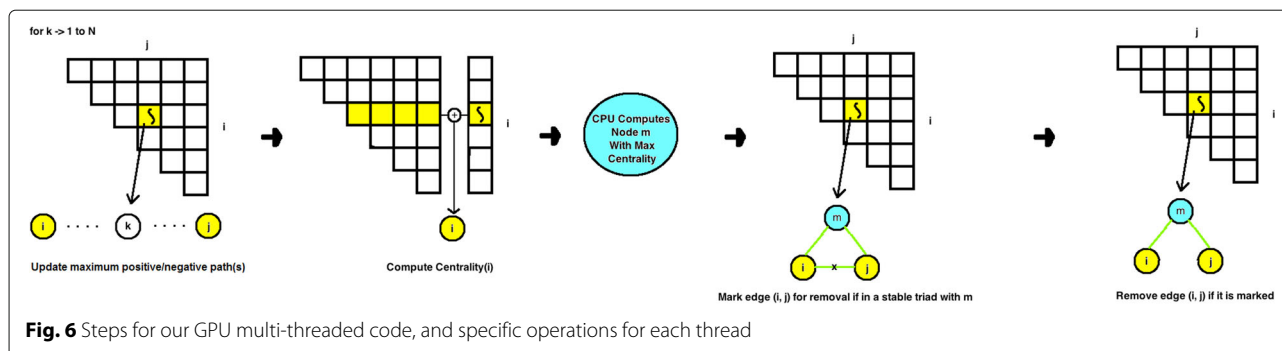 for k -> 1 to N
j
i
i
k
j
Update maximum positive/negative path(s)
+
i
i
Compute Centrality(i)
CPU Computes
Node m
With Max
Centrality
j
i
m
i
x
j
Mark edge (i, j) for removal if in a stable triad with m
j
i
m
i
j
Remove edge (i, j) if it is marked
Fig. 6 Steps for our GPU multi-threaded code, and specific operations for each thread